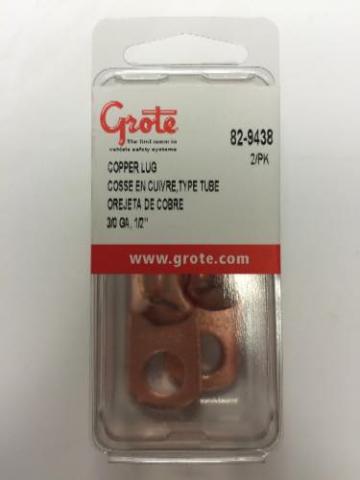 Grote
The first name in
vehicle safety systems
82-9438
2/PK
COPPER LUG
COSSE EN CUIVRE, TYPE TUBE
OREJETA DE COBRE
3/0 GA, 1/2"
www.grote.com